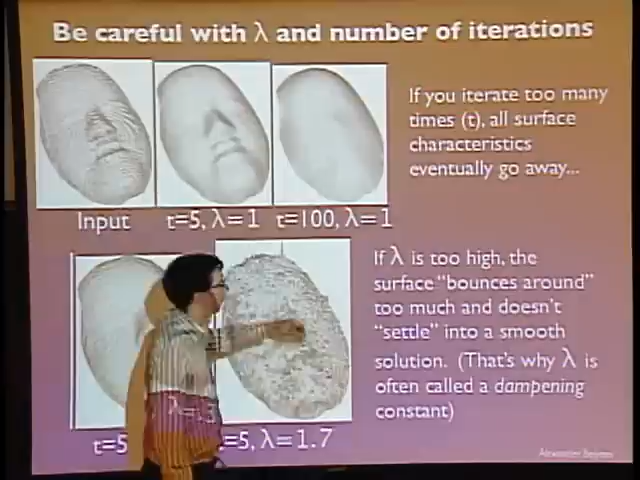 Be careful with λ and number of iterations
If you iterate too many
times (t), all surface
characteristics
eventually go away...
Input
t=5, λ=1
t=100, λ=1
If λ is too high, the
surface "bounces around"
too much and doesn't
"settle" into a smooth
solution. (That's why λ is
often called a dampening
constant)
t=5
=5, λ=1.7